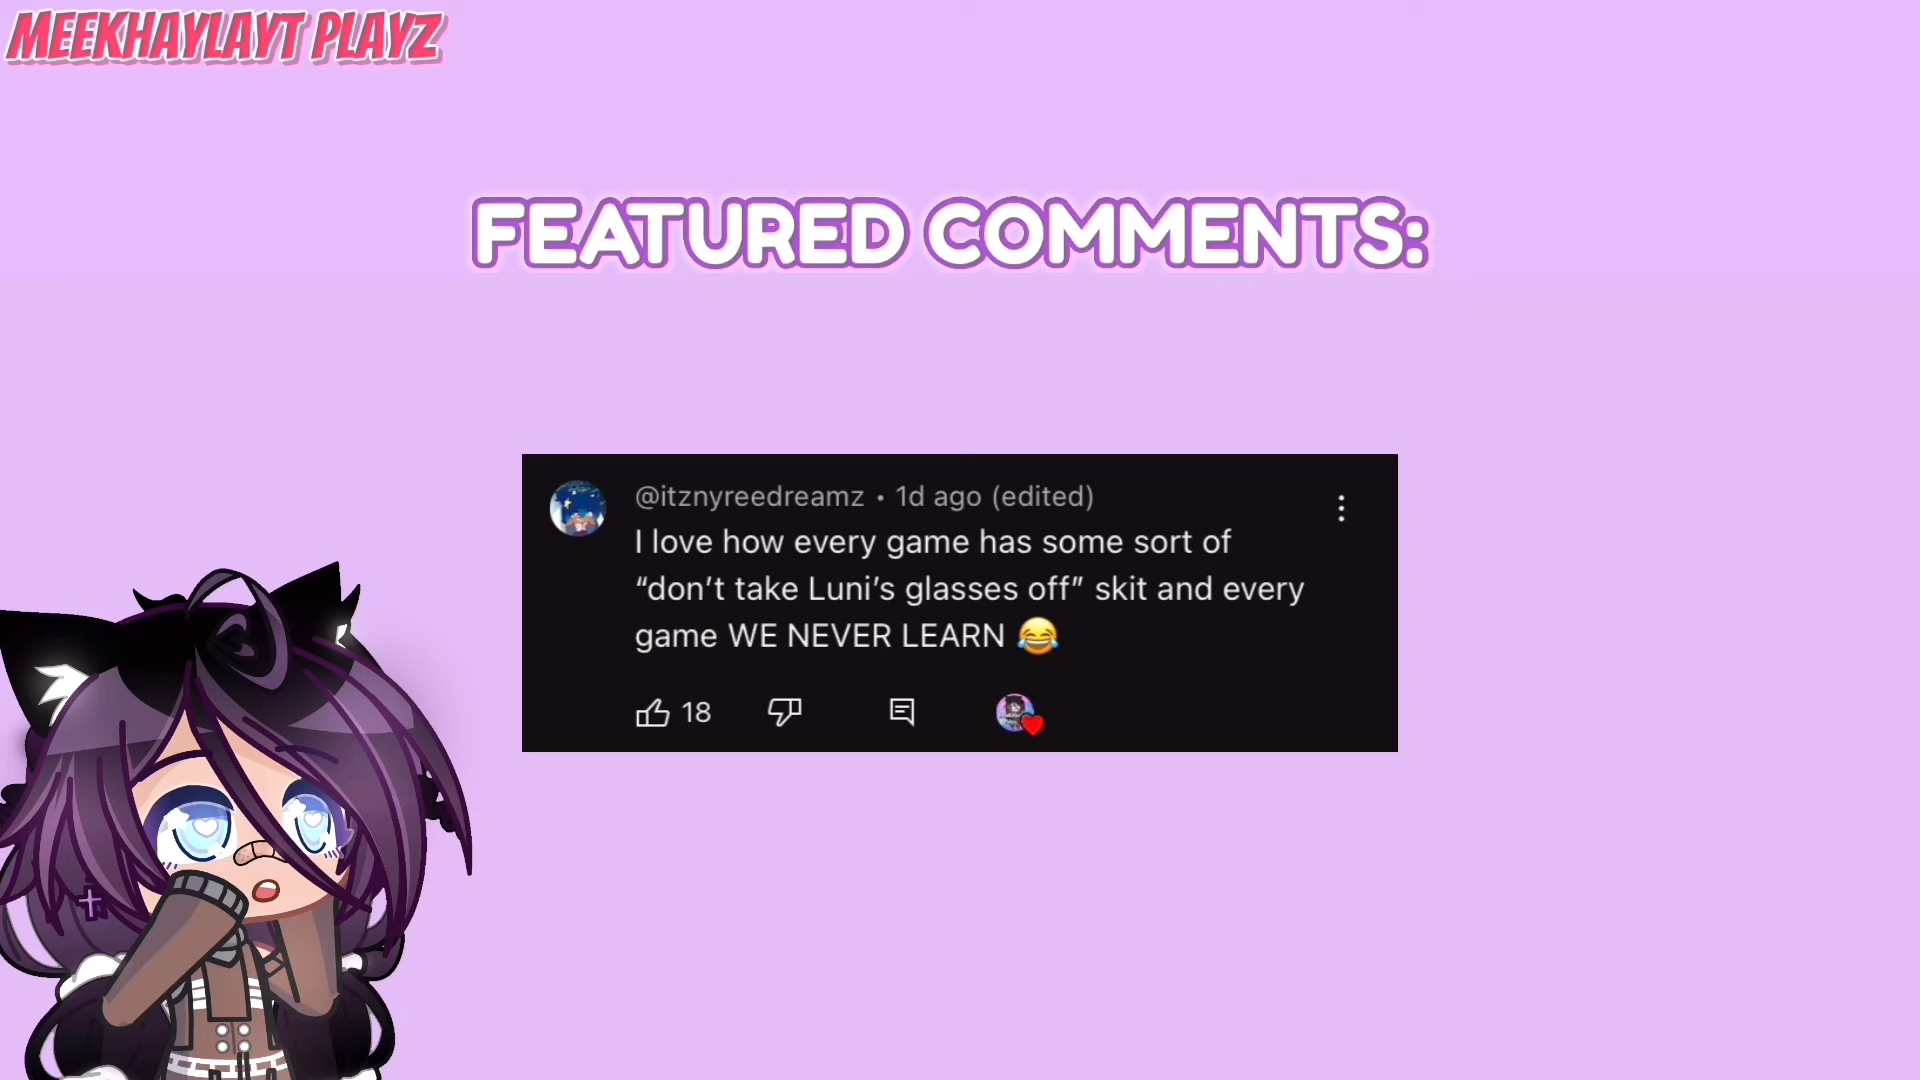 MEEKHAYLAYT PLAYZ
FEATURED COMMENTS:
@itznyreedreamz • 1d ago (edited)
I love how every game has some sort of
“don’t take Luni’s glasses off” skit and every
game WE NEVER LEARN 😂
18